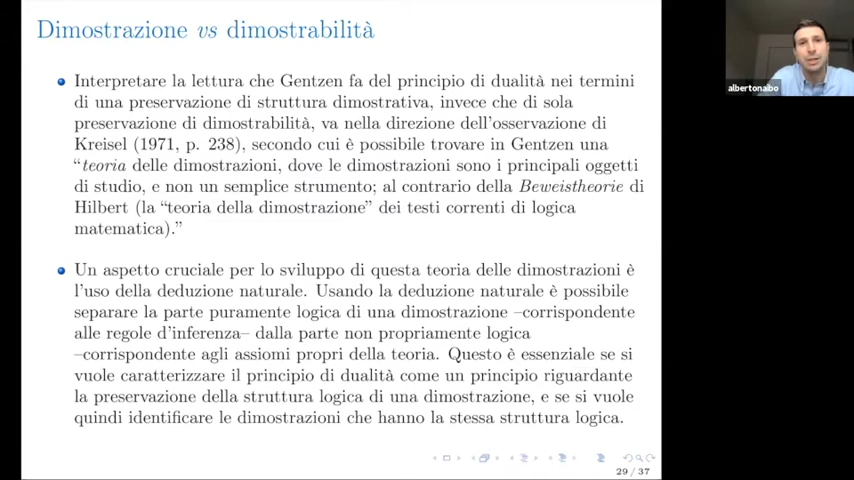 Dimostrazione vs dimostrabilità
Interpretare la lettura che Gentzen fa del principio di dualità nei termini
di una preservazione di struttura dimostrativa, invece che di sola
preservazione di dimostrabilità, va nella direzione dell'osservazione di
Kreisel (1971, p. 238), secondo cui è possibile trovare in Gentzen una
“teoria delle dimostrazioni, dove le dimostrazioni sono i principali oggetti
di studio, e non un semplice strumento; al contrario della Beweistheorie di
Hilbert (la “teoria della dimostrazione” dei testi correnti di logica
matematica).”
Un aspetto cruciale per lo sviluppo di questa teoria delle dimostrazioni è
l'uso della deduzione naturale. Usando la deduzione naturale è possibile
separare la parte puramente logica di una dimostrazione –corrispondente
alle regole d'inferenza– dalla parte non propriamente logica
–corrispondente agli assiomi propri della teoria. Questo è essenziale se si
vuole caratterizzare il principio di dualità come un principio riguardante
la preservazione della struttura logica di una dimostrazione, e se si vuole
quindi identificare le dimostrazioni che hanno la stessa struttura logica.
29 / 37
albertonaibo